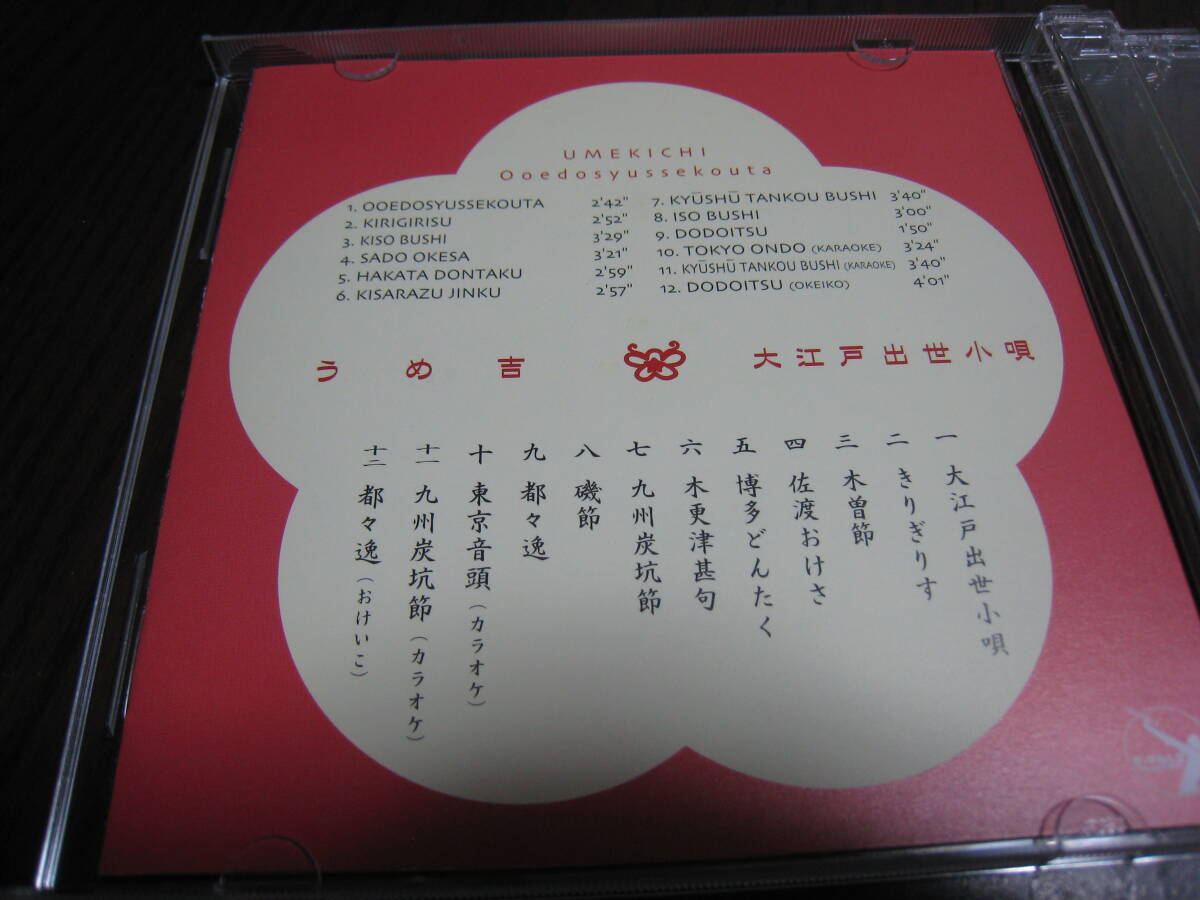 UMEKICHI
Ooedosyussekouta
1. OOEDOSYUSSEKOUTA 2'42"
2. KIRIGIRISU 2'52"
3. KISO BUSHI 3'29"
4. SADO OKESA 3'21"
5. HAKATA DONTAKU 2'59"
6. KISARAZU JINKU 2'57"
7. KYŪSHŪ TANKOU BUSHI 3'40"
8. ISO BUSHI 3'00"
9. DODOITSU 1'50"
10. TOKYO ONDO (KARAOKE) 3'24"
11. KYŪSHŪ TANKOU BUSHI (KARAOKE) 3'40"
12. DODOITSU (OKEIKO) 4'01"
うめ吉 大江戸出世小唄
一 大江戸出世小唄
二 きりぎりす
三 木曽節
四 佐渡おけさ
五 博多どんたく
六 木更津甚句
七 九州炭坑節
八 磯節
九 都々逸
十 東京音頭(カラオケ)
十一 九州炭坑節(カラオケ)
十二 都々逸(おけいこ)